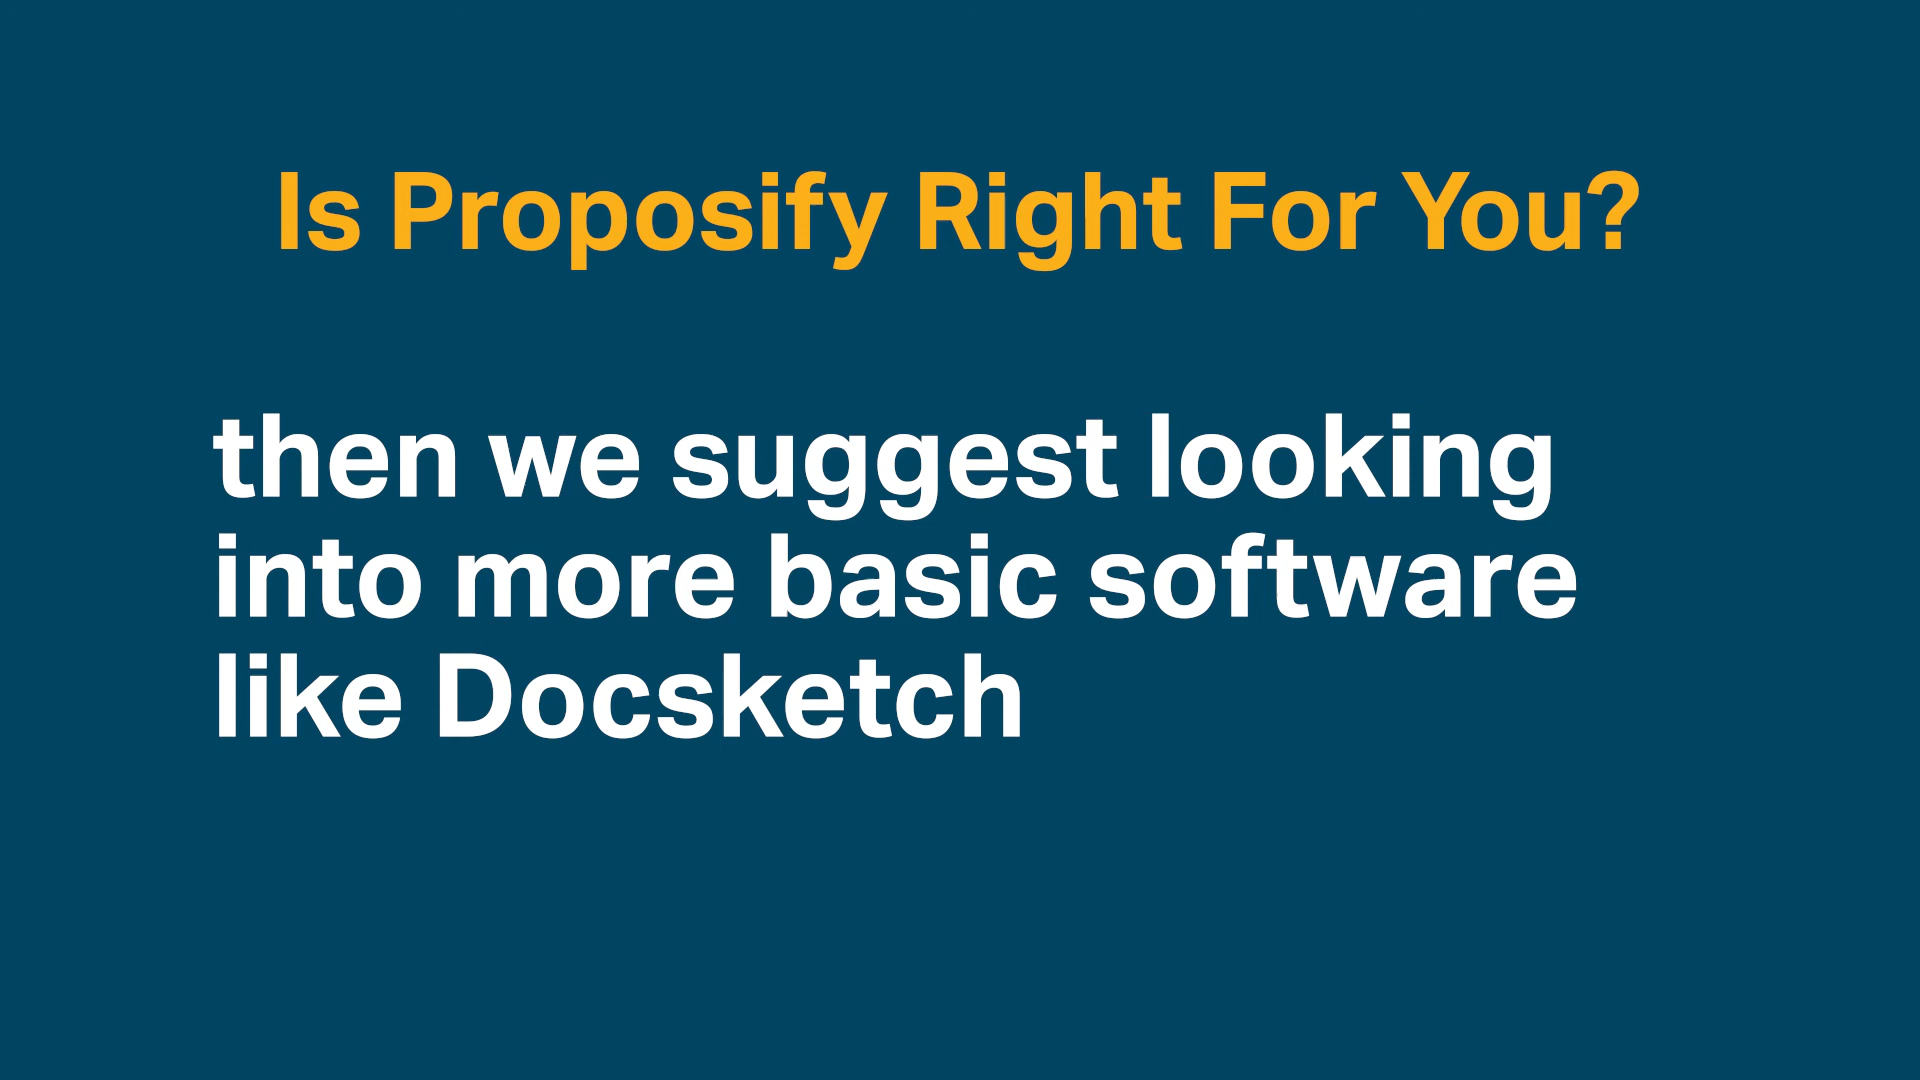 Is Proposify Right For You?
then we suggest looking
into more basic software
like Docsketch